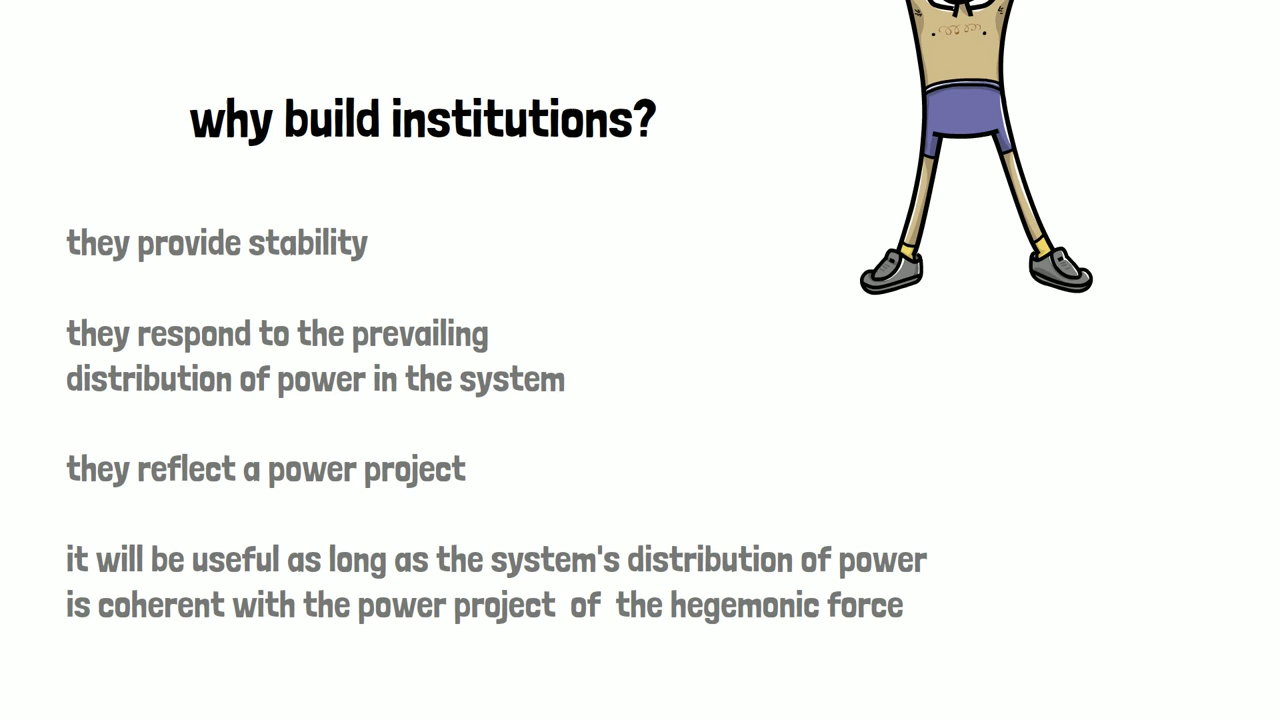 why build institutions?
they provide stability
they respond to the prevailing
distribution of power in the system
they reflect a power project
it will be useful as long as the system's distribution of power
is coherent with the power project of the hegemonic force